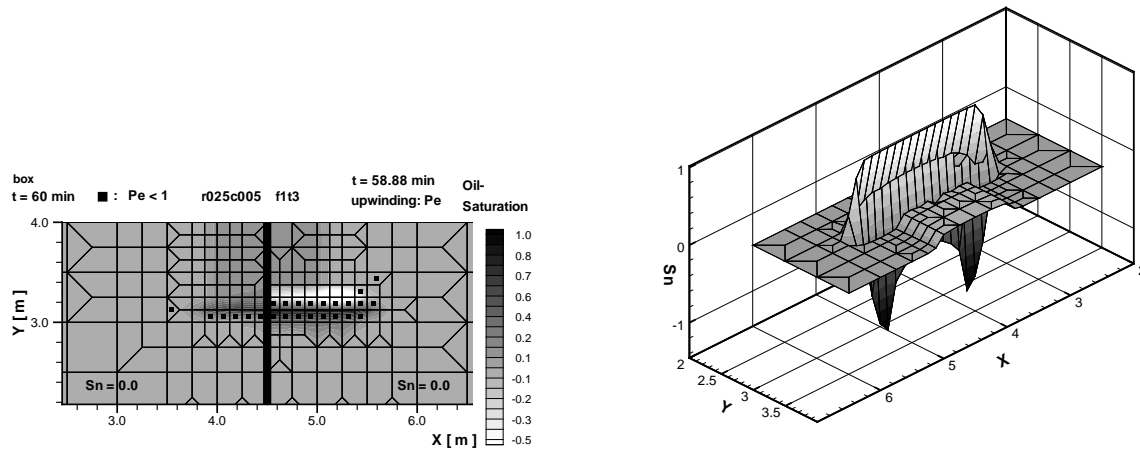 box
t = 60 min ■ : Pe < 1 r025c005 f1t3
t = 58.88 min
upwinding: Pe
Oil-
Saturation
4.0
3.0
Y [ m ]
Sn = 0.0
Sn = 0.0
3.0
4.0
5.0
6.0
X [ m ]
1.0
0.8
0.7
0.6
0.4
0.2
0.1
-0.1
-0.2
-0.3
-0.5
1
0
-1
Sn
2
2.5
3
3.5
Y
6
5
4
3
X